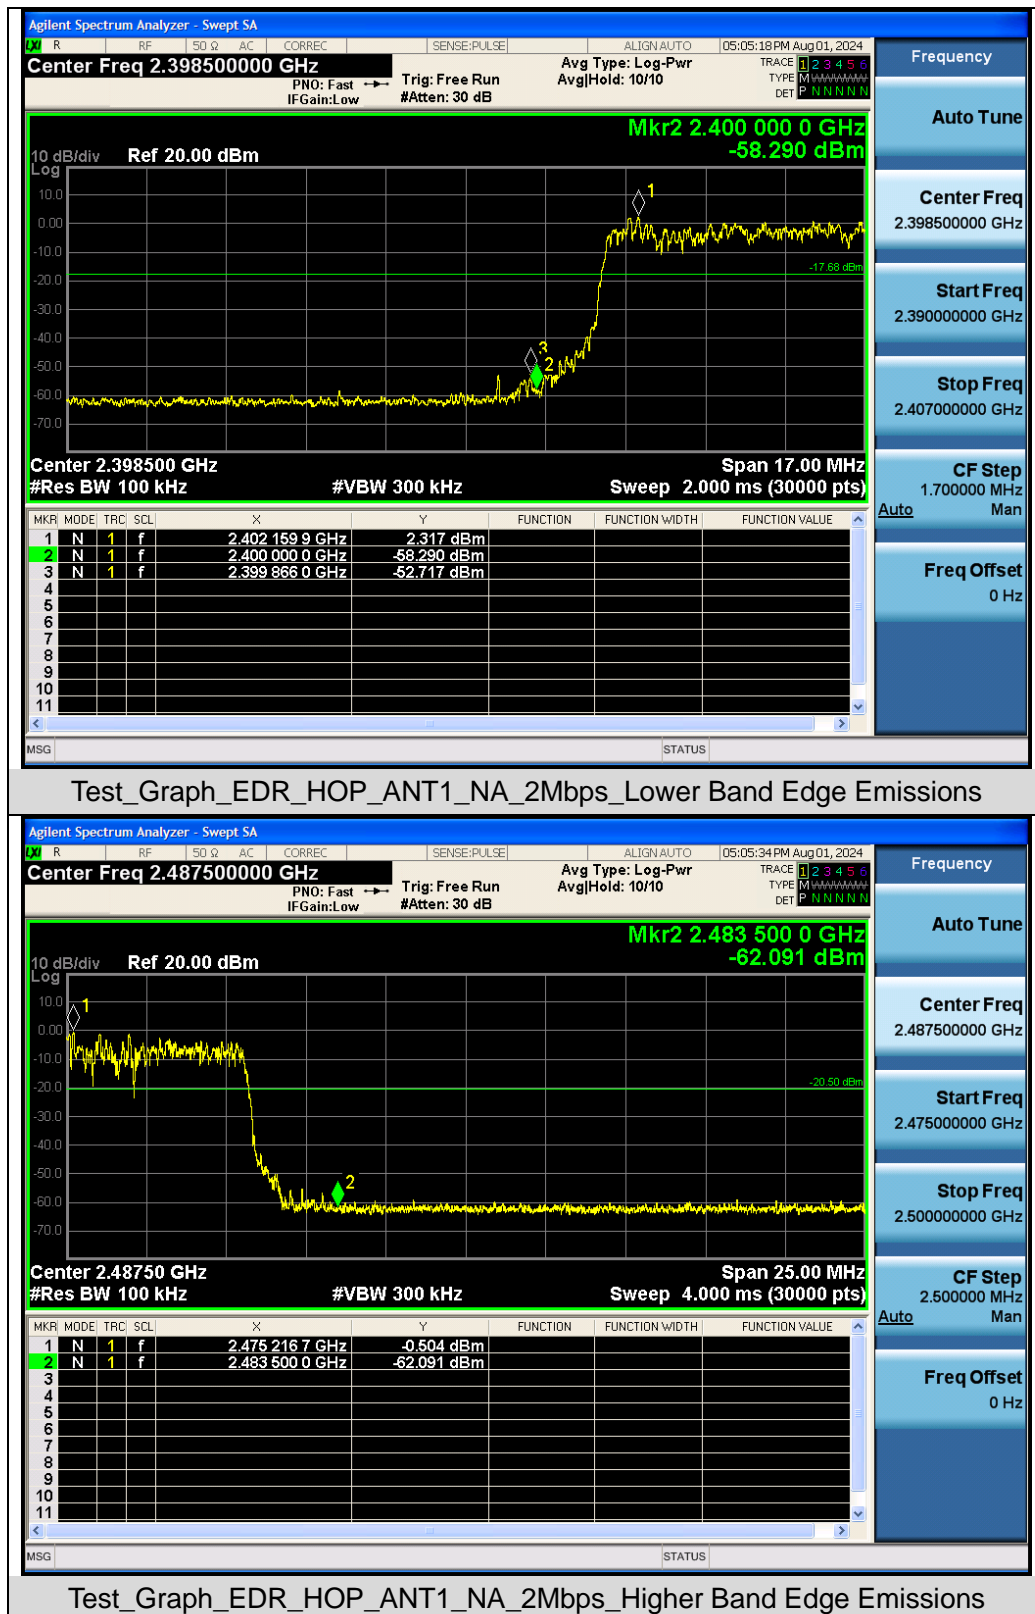 Agilent Spectrum Analyzer - Swept SA
LXI R RF 50 Ω AC CORREC SENSE:PULSE ALIGN AUTO 05:05:18 PM Aug 01, 2024
Center Freq 2.398500000 GHz
PNO: Fast Trig: Free Run Avg Type: Log-Pwr TRACE 1 2 3 4 5 6
IFGain:Low #Atten: 30 dB Avg|Hold: 10/10 TYPE M
DET P N N N N N
Mkr2 2.400 000 0 GHz
-58.290 dBm
10 dB/div Ref 20.00 dBm
Log
10.0
0.00
-10.0
-20.0
-30.0
-40.0
-50.0
-60.0
-70.0
1
-17.68 dBm
3
2
Center 2.398500 GHz Span 17.00 MHz
#Res BW 100 kHz #VBW 300 kHz Sweep 2.000 ms (30000 pts)
MKR MODE TRC SCL X Y FUNCTION FUNCTION WIDTH FUNCTION VALUE
1 N 1 f 2.402 159 9 GHz 2.317 dBm
2 N 1 f 2.400 000 0 GHz -58.290 dBm
3 N 1 f 2.399 866 0 GHz -52.717 dBm
4
5
6
7
8
9
10
11
MSG STATUS
Frequency
Auto Tune
Center Freq
2.398500000 GHz
Start Freq
2.390000000 GHz
Stop Freq
2.407000000 GHz
CF Step
1.700000 MHz
Auto Man
Freq Offset
0 Hz
Test_Graph_EDR_HOP_ANT1_NA_2Mbps_Lower Band Edge Emissions
Agilent Spectrum Analyzer - Swept SA
LXI R RF 50 Ω AC CORREC SENSE:PULSE ALIGN AUTO 05:05:34 PM Aug 01, 2024
Center Freq 2.487500000 GHz
PNO: Fast Trig: Free Run Avg Type: Log-Pwr TRACE 1 2 3 4 5 6
IFGain:Low #Atten: 30 dB Avg|Hold: 10/10 TYPE M
DET P N N N N N
Mkr2 2.483 500 0 GHz
-62.091 dBm
10 dB/div Ref 20.00 dBm
Log
10.0
0.00
-10.0
-20.0
-30.0
-40.0
-50.0
-60.0
-70.0
1
-20.50 dBm
2
Center 2.48750 GHz Span 25.00 MHz
#Res BW 100 kHz #VBW 300 kHz Sweep 4.000 ms (30000 pts)
MKR MODE TRC SCL X Y FUNCTION FUNCTION WIDTH FUNCTION VALUE
1 N 1 f 2.475 216 7 GHz -0.504 dBm
2 N 1 f 2.483 500 0 GHz -62.091 dBm
3
4
5
6
7
8
9
10
11
MSG STATUS
Frequency
Auto Tune
Center Freq
2.487500000 GHz
Start Freq
2.475000000 GHz
Stop Freq
2.500000000 GHz
CF Step
2.500000 MHz
Auto Man
Freq Offset
0 Hz
Test_Graph_EDR_HOP_ANT1_NA_2Mbps_Higher Band Edge Emissions